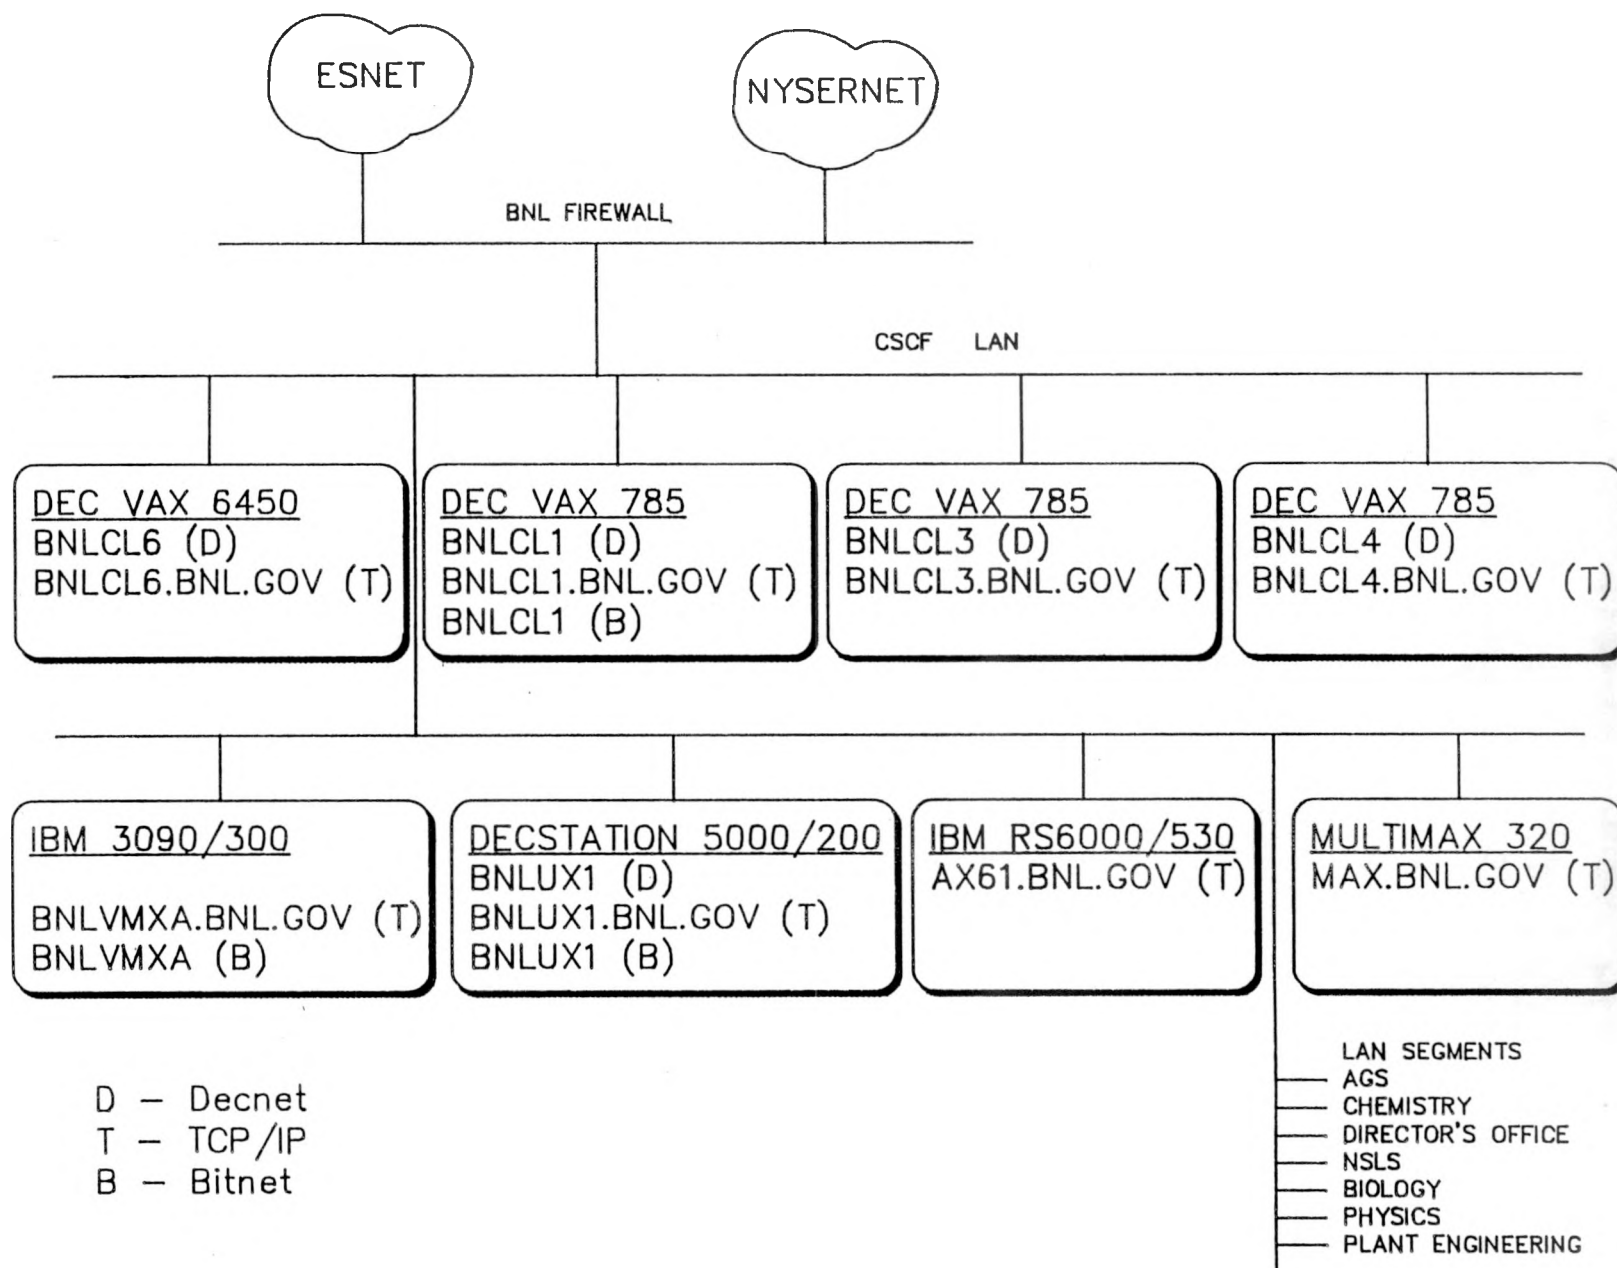 ESNET
NYSERNET
BNL FIREWALL
CSCF LAN
DEC VAX 6450
BNLCL6 (D)
BNLCL6.BNL.GOV (T)
DEC VAX 785
BNLCL1 (D)
BNLCL1.BNL.GOV (T)
BNLCL1 (B)
DEC VAX 785
BNLCL3 (D)
BNLCL3.BNL.GOV (T)
DEC VAX 785
BNLCL4 (D)
BNLCL4.BNL.GOV (T)
IBM 3090/300
BNLVMXA.BNL.GOV (T)
BNLVMXA (B)
DECSTATION 5000/200
BNLUX1 (D)
BNLUX1.BNL.GOV (T)
BNLUX1 (B)
IBM RS6000/530
AX61.BNL.GOV (T)
MULTIMAX 320
MAX.BNL.GOV (T)
D – Decnet
T – TCP/IP
B – Bitnet
LAN SEGMENTS
AGS
CHEMISTRY
DIRECTOR'S OFFICE
NSLS
BIOLOGY
PHYSICS
PLANT ENGINEERING